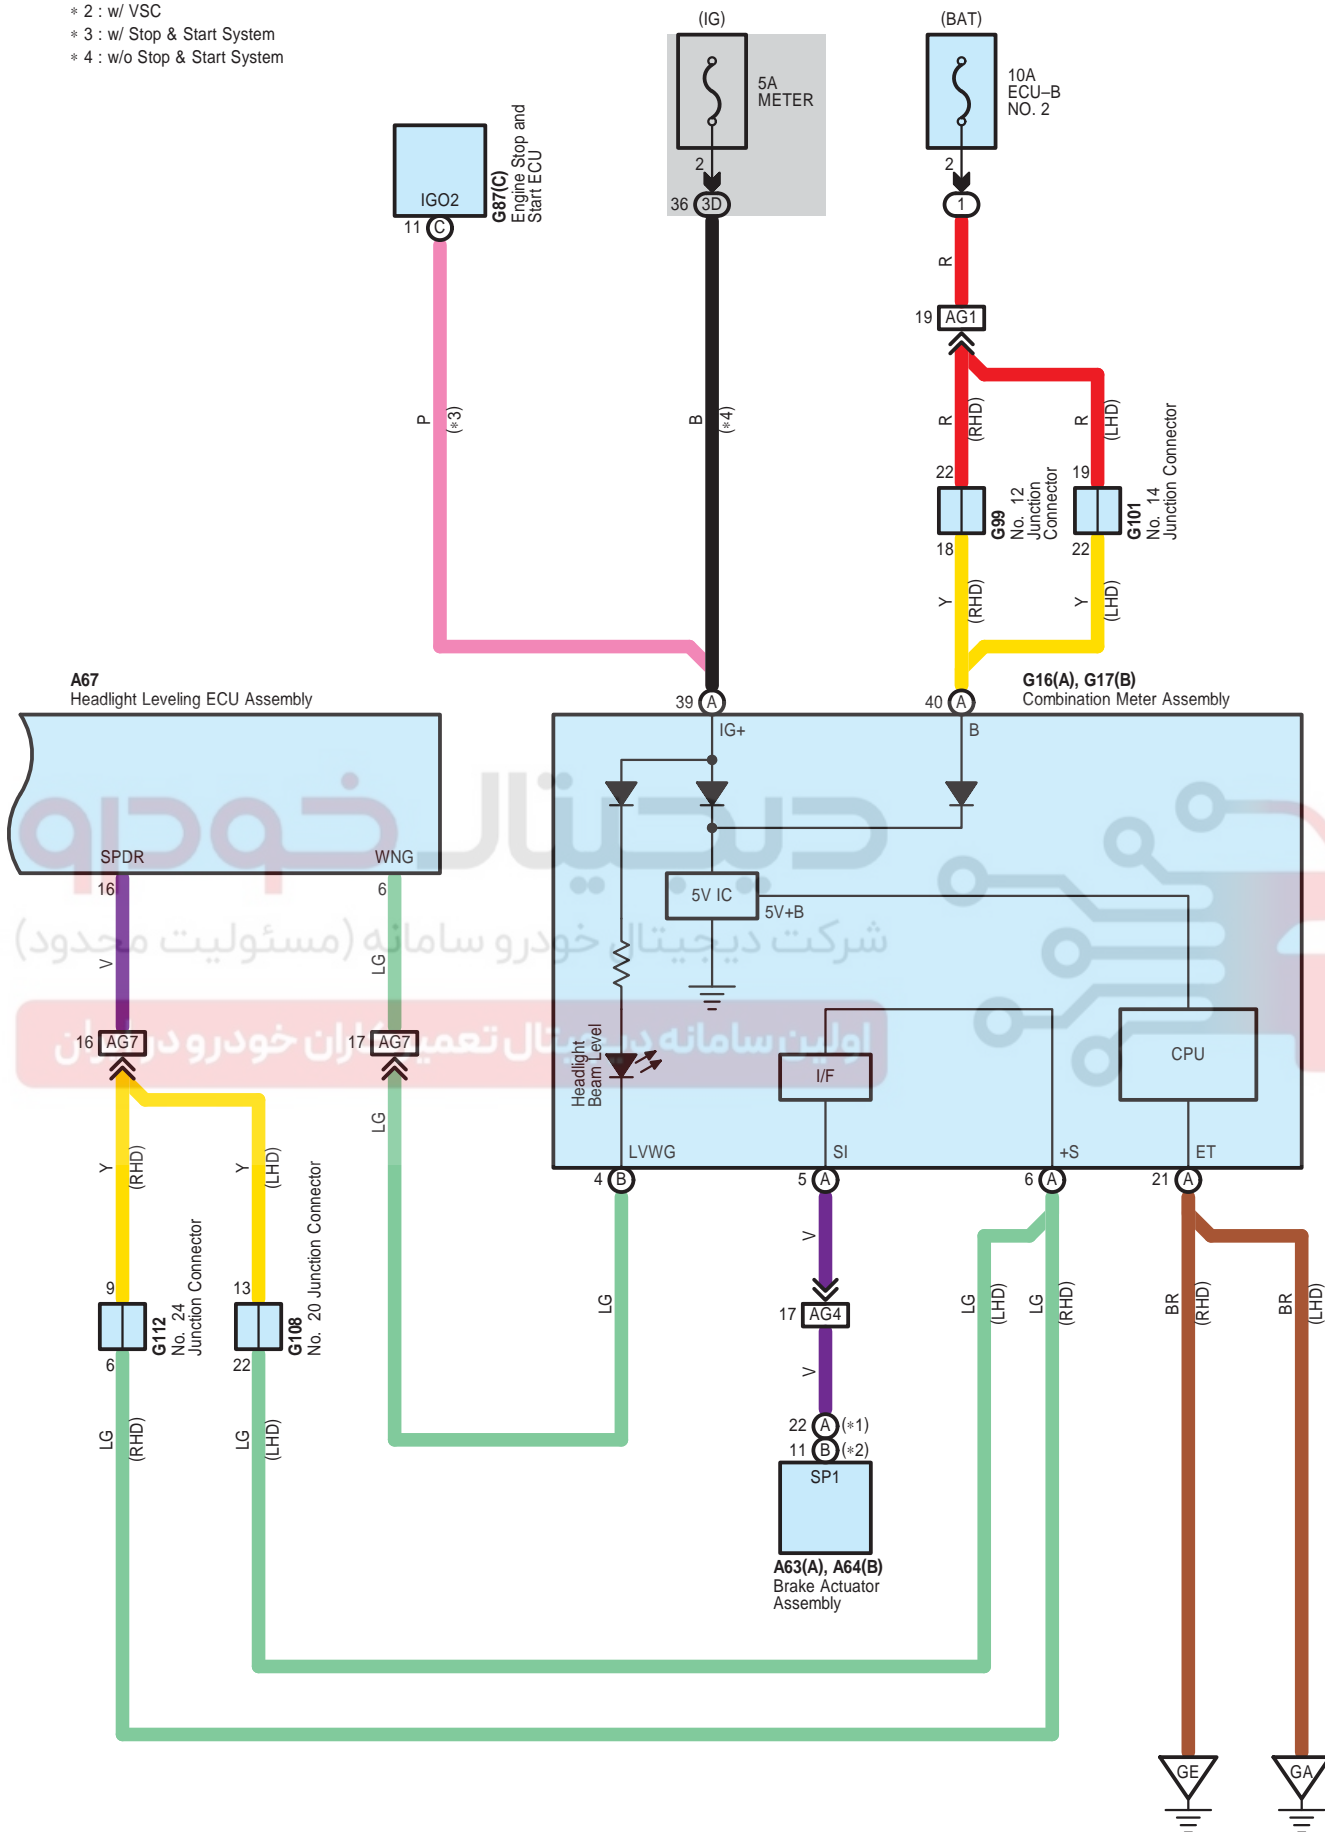 * 2 : w/ VSC
* 3 : w/ Stop & Start System
* 4 : w/o Stop & Start System
(IG)
5A
METER
2
36 3D
(BAT)
10A
ECU–B
NO. 2
2
1
IGO2
11 C
G87(C)
Engine Stop and
Start ECU
P
(*3)
B
(*4)
R
19 AG1
R
(RHD)
R
(LHD)
22
19
G99
No. 12
Junction
Connector
G101
No. 14
Junction Connector
18
22
Y
(RHD)
Y
(LHD)
A67
Headlight Leveling ECU Assembly
39 A
40 A
G16(A), G17(B)
Combination Meter Assembly
IG+
B
SPDR
WNG
16
6
5V IC
5V+B
دیجیتال خودرو
شرکت دیجیتال خودرو سامانه (مسئولیت محدود)
V
LG
16 AG7
17 AG7
Headlight
Beam Level
I/F
CPU
LG
LVWG
SI
+S
ET
4 B
5 A
6 A
21 A
Y
(RHD)
Y
(LHD)
9
13
G112
No. 24
Junction Connector
G108
No. 20 Junction Connector
6
22
LG
(RHD)
LG
(LHD)
LG
V
17 AG4
V
LG
(LHD)
LG
(RHD)
BR
(RHD)
BR
(LHD)
22 A (*1)
11 B (*2)
SP1
A63(A), A64(B)
Brake Actuator
Assembly
GE
GA
اولین سامانه دیجیتال تعمیرکاران خودرو در ایران